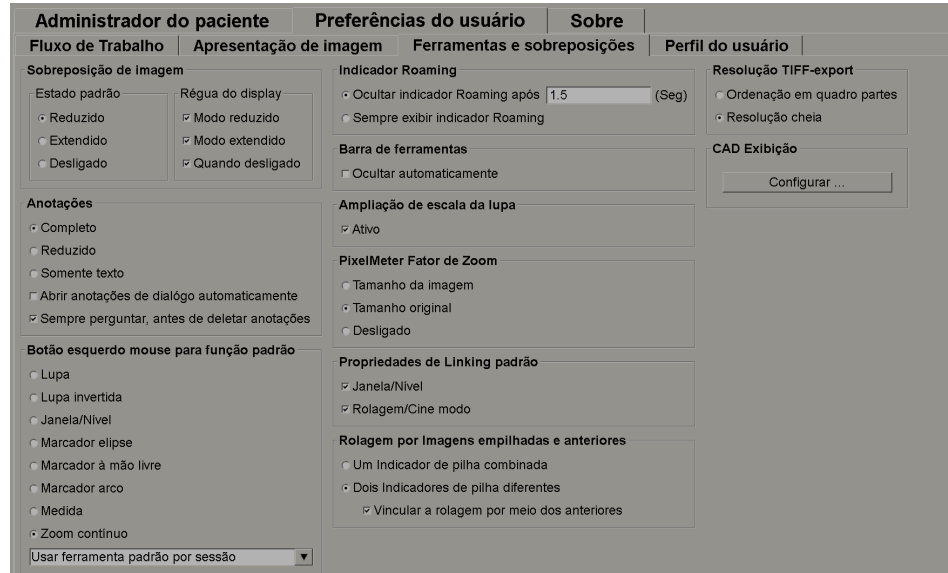 Administrador do paciente
Preferências do usuário
Sobre
Fluxo de Trabalho
Apresentação de imagem
Ferramentas e sobreposições
Perfil do usuário
Sobreposição de imagem
Estado padrão
Reduzido
Extendido
Desligado
Régua do display
Modo reduzido
Modo extendido
Quando desligado
Anotações
Completo
Reduzido
Somente texto
Abrir anotações de dialógo automaticamente
Sempre perguntar, antes de deletar anotações
Botão esquerdo mouse para função padrão
Lupa
Lupa invertida
Janela/Nível
Marcador elipse
Marcador à mão livre
Marcador arco
Medida
Zoom contínuo
Usar ferramenta padrão por sessão
Indicador Roaming
Ocultar indicador Roaming após 1.5 (Seg)
Sempre exibir indicador Roaming
Barra de ferramentas
Ocultar automaticamente
Ampliação de escala da lupa
Ativo
PixelMeter Fator de Zoom
Tamanho da imagem
Tamanho original
Desligado
Propriedades de Linking padrão
Janela/Nível
Rolagem/Cine modo
Rolagem por Imagens empilhadas e anteriores
Um Indicador de pilha combinada
Dois Indicadores de pilha diferentes
Vincular a rolagem por meio dos anteriores
Resolução TIFF-export
Ordenação em quadro partes
Resolução cheia
CAD Exibição
Configurar ...